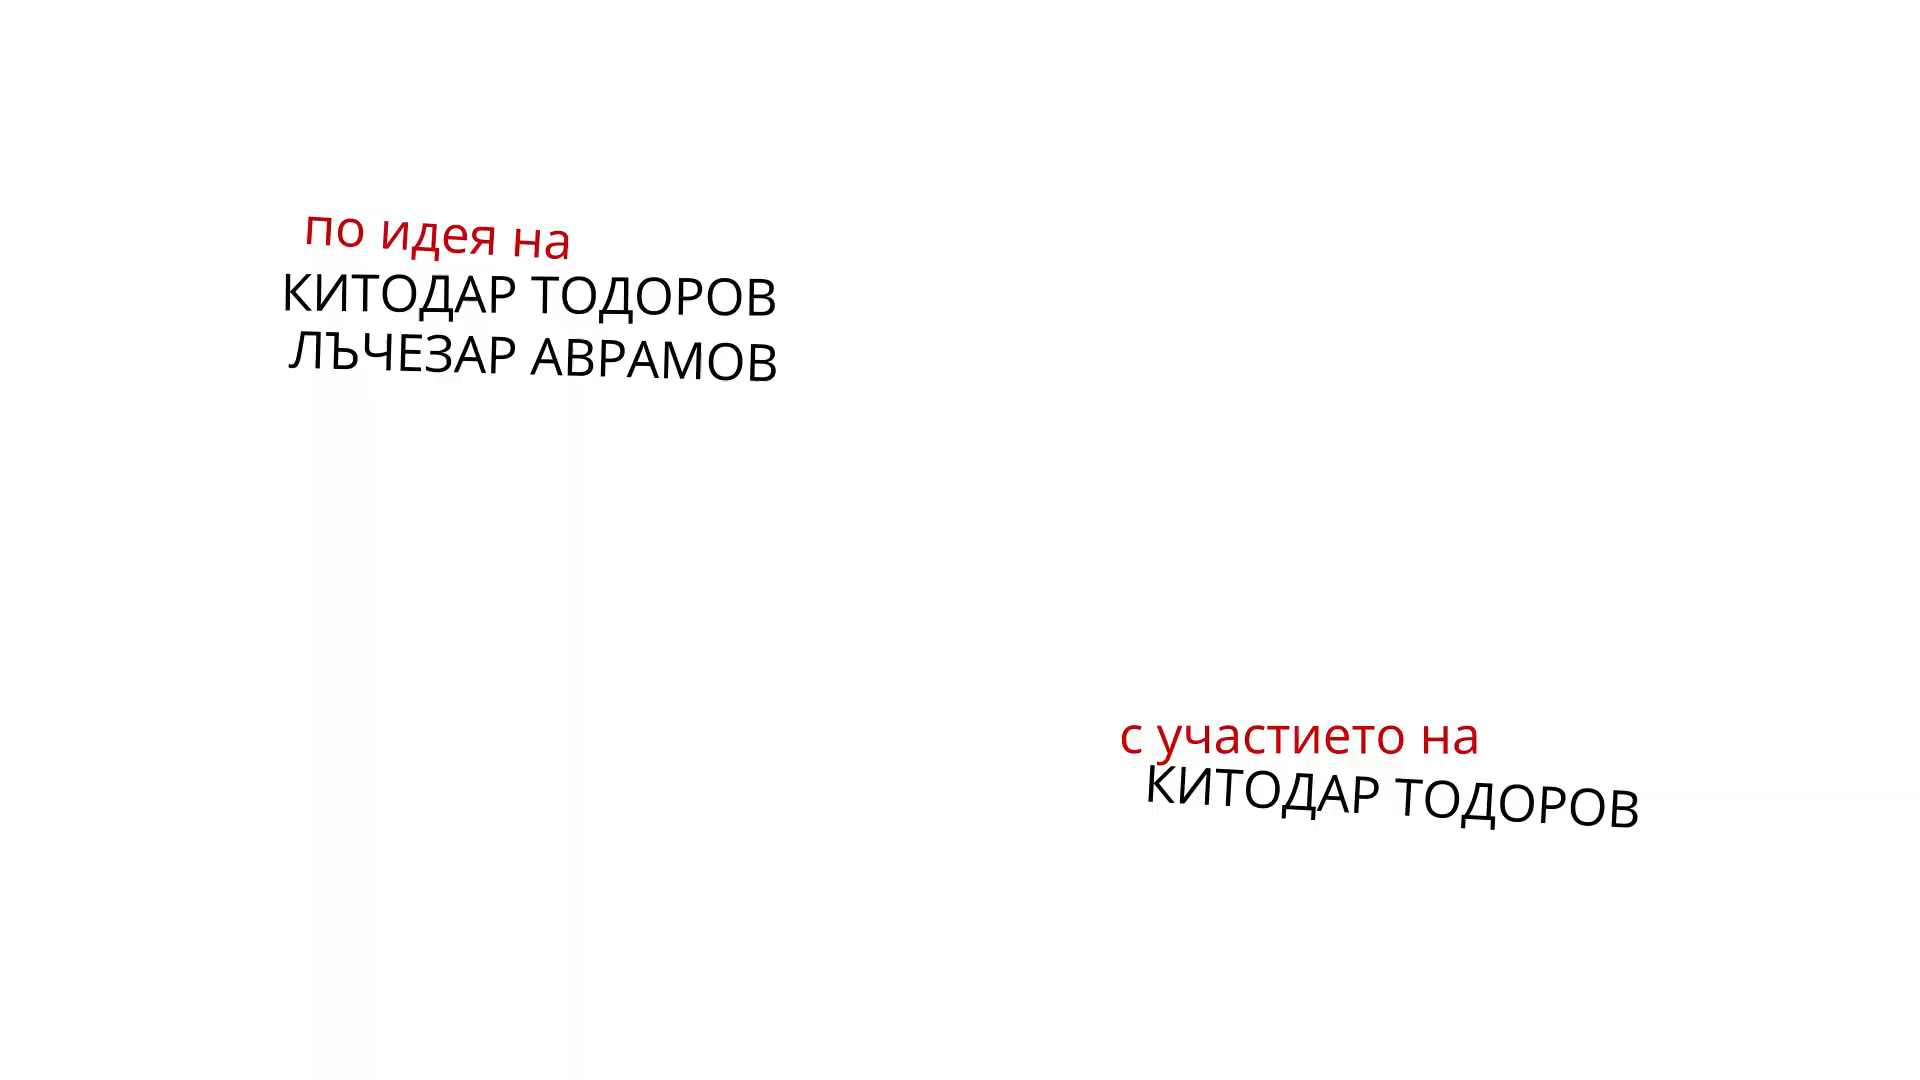 по идея на
КИТОДАР ТОДОРОВ
ЛЪЧЕЗАР АВРАМОВ
с участието на
КИТОДАР ТОДОРОВ